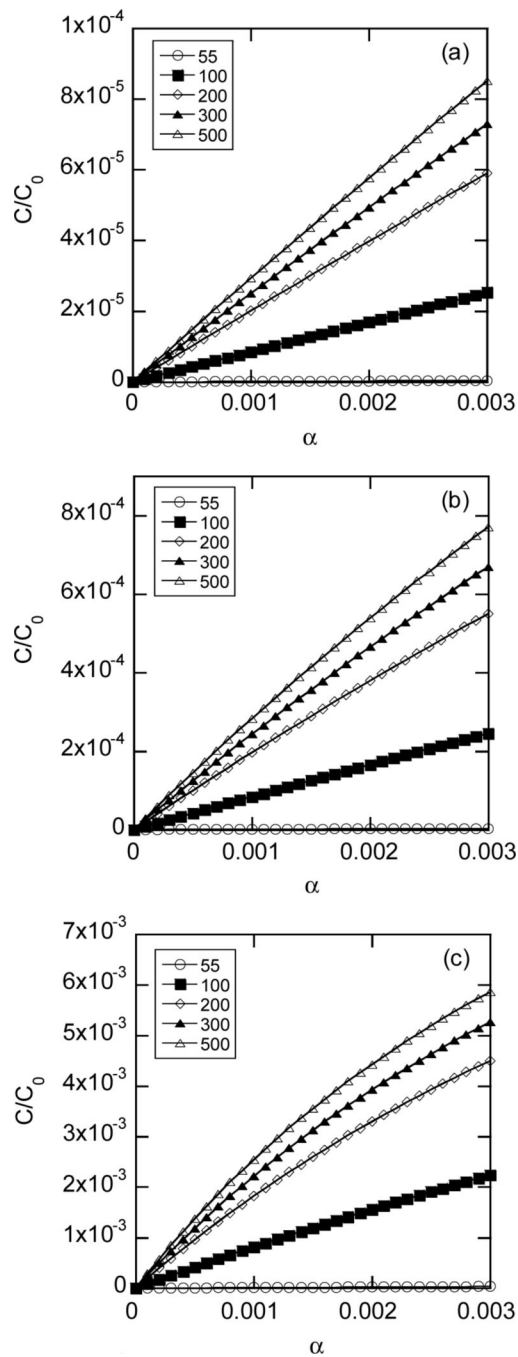 1x10-4
(a)
55
100
200
300
500
8x10-5
6x10-5
C/C0
4x10-5
2x10-5
0
0 0.001 0.002 0.003
α
(b)
8x10-4
55
100
200
300
500
6x10-4
C/C0
4x10-4
2x10-4
0
0 0.001 0.002 0.003
α
7x10-3
(c)
6x10-3
55
100
200
300
500
5x10-3
4x10-3
C/C0
3x10-3
2x10-3
1x10-3
0
0 0.001 0.002 0.003
α